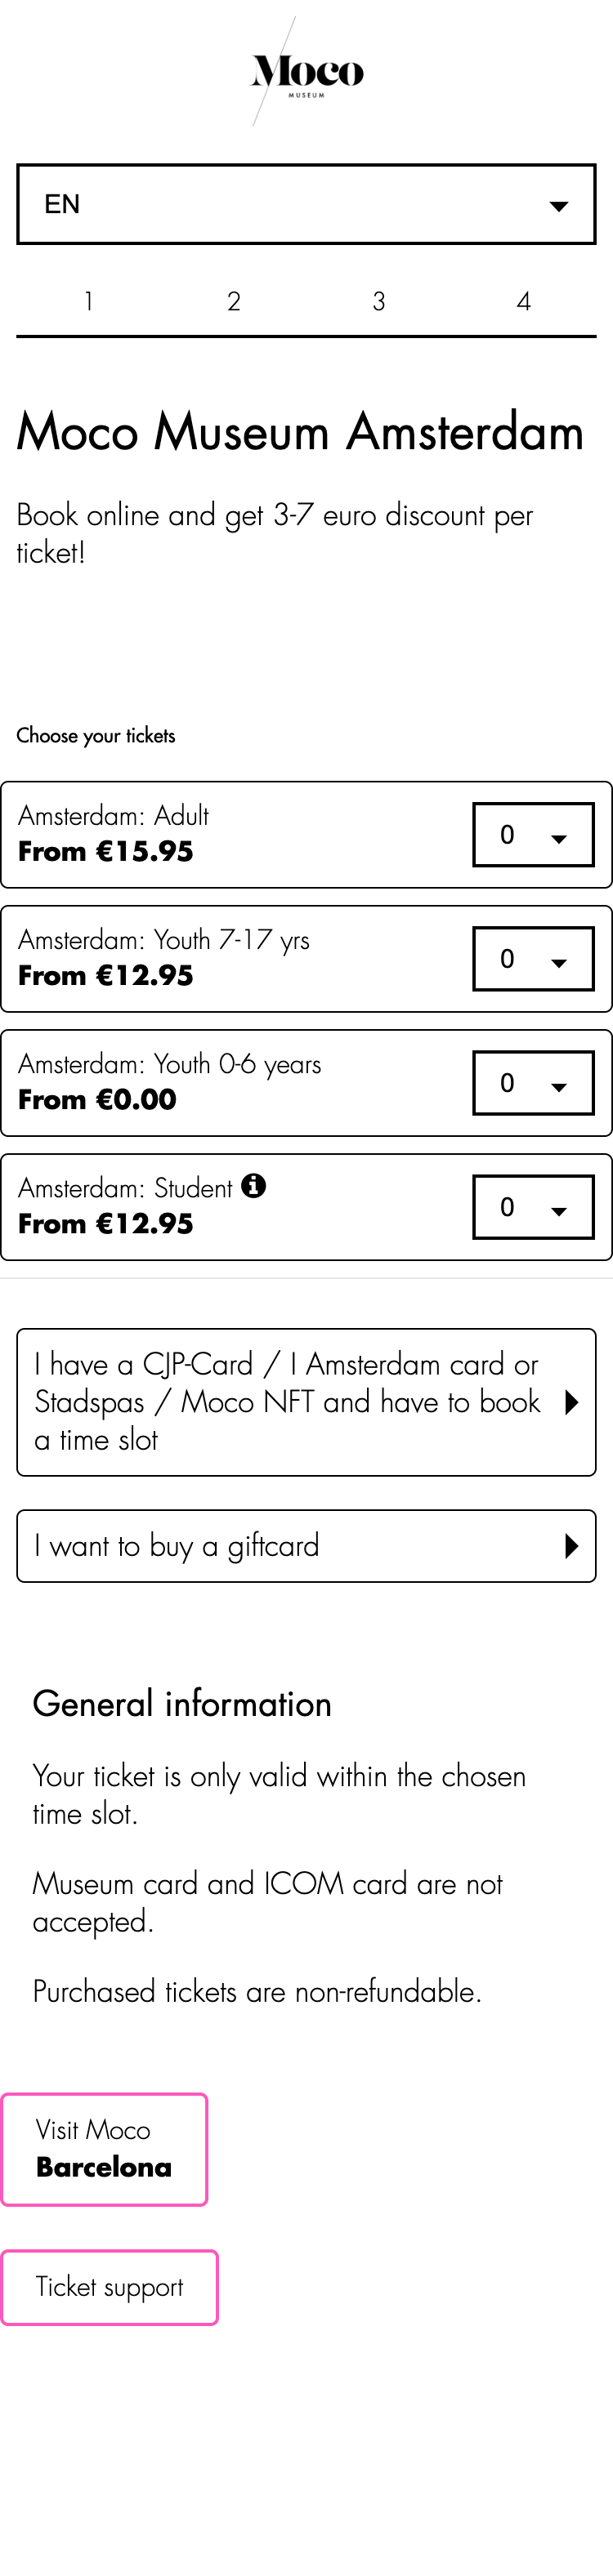 Moco
MUSEUM
EN
1 2 3 4
Moco Museum Amsterdam
Book online and get 3-7 euro discount per
ticket!
Choose your tickets
Amsterdam: Adult
From €15.95
0
Amsterdam: Youth 7-17 yrs
From €12.95
0
Amsterdam: Youth 0-6 years
From €0.00
0
Amsterdam: Student
From €12.95
0
I have a CJP-Card / I Amsterdam card or
Stadspas / Moco NFT and have to book
a time slot
I want to buy a giftcard
General information
Your ticket is only valid within the chosen
time slot.
Museum card and ICOM card are not
accepted.
Purchased tickets are non-refundable.
Visit Moco
Barcelona
Ticket support